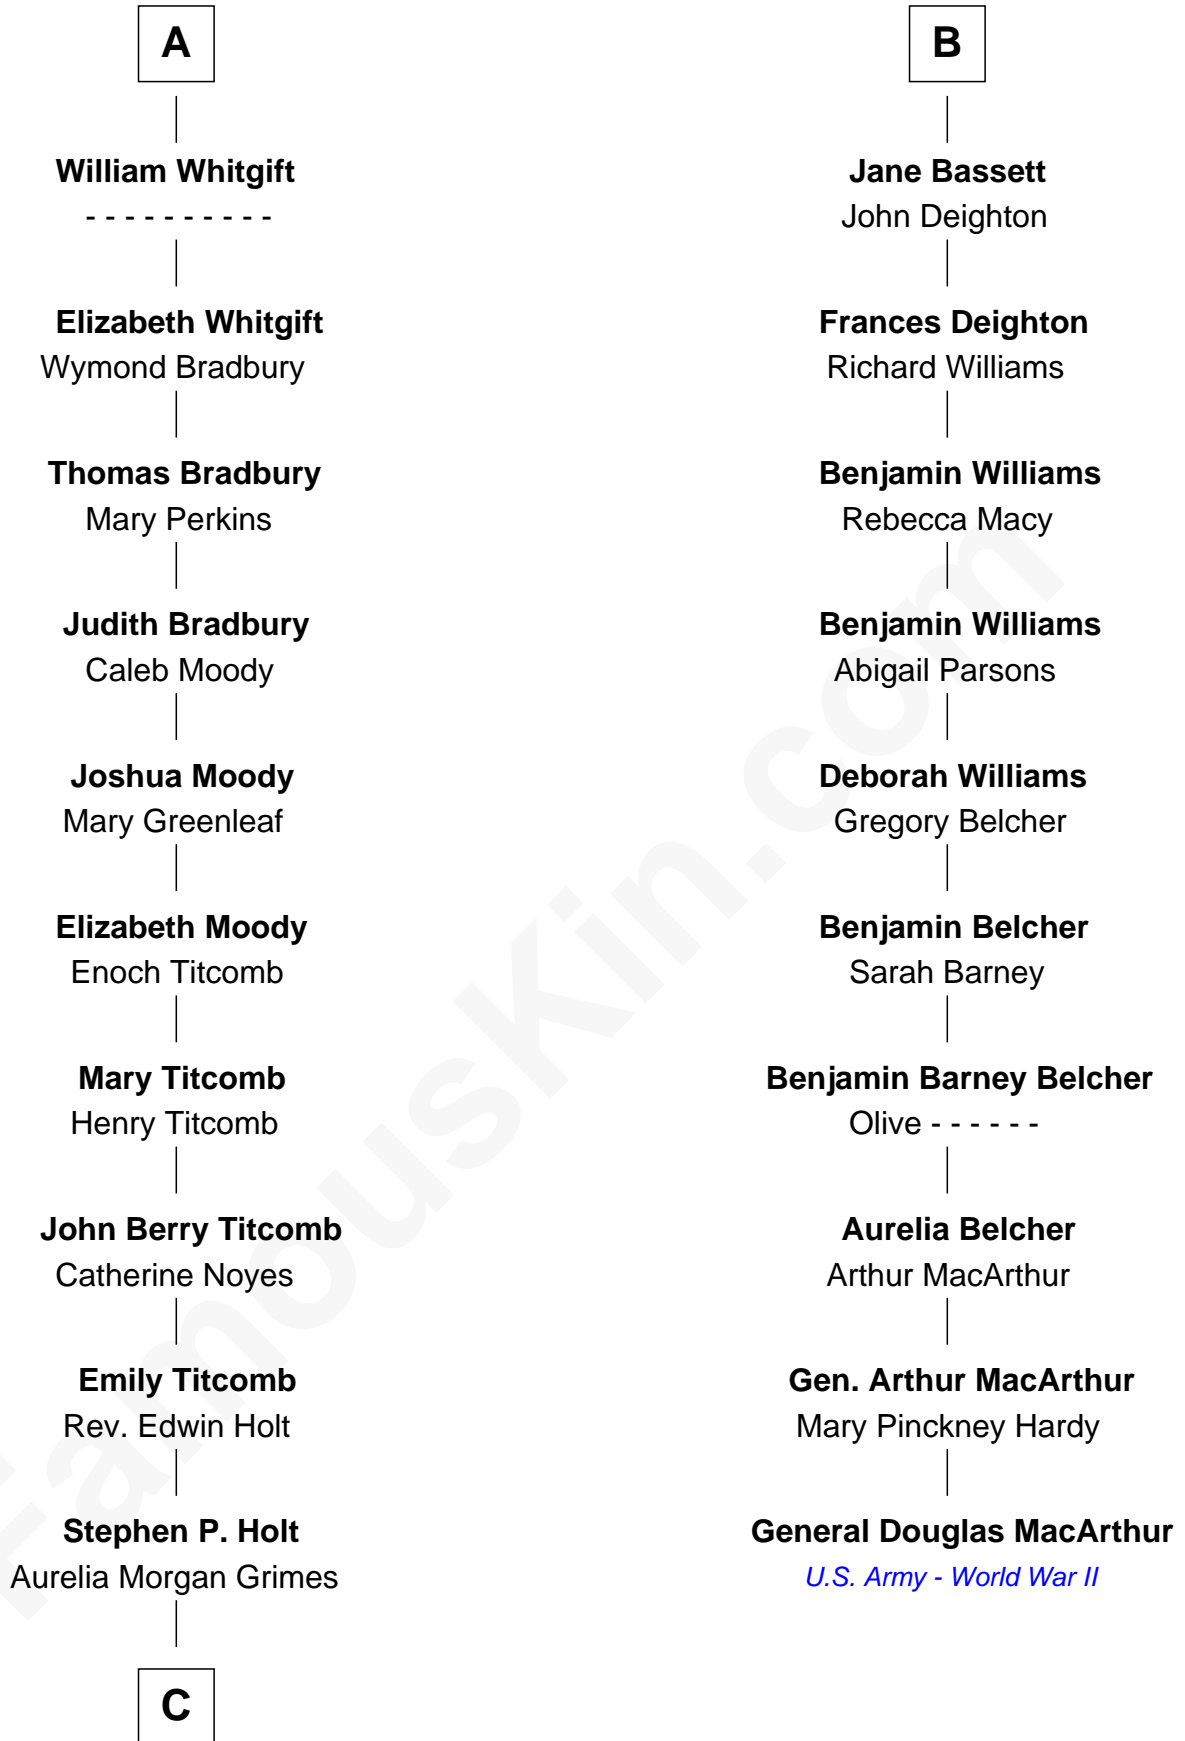 A
William Whitgift
- - - - - - - - - -
Elizabeth Whitgift
Wymond Bradbury
Thomas Bradbury
Mary Perkins
Judith Bradbury
Caleb Moody
Joshua Moody
Mary Greenleaf
Elizabeth Moody
Enoch Titcomb
Mary Titcomb
Henry Titcomb
John Berry Titcomb
Catherine Noyes
Emily Titcomb
Rev. Edwin Holt
Stephen P. Holt
Aurelia Morgan Grimes
C
B
Jane Bassett
John Deighton
Frances Deighton
Richard Williams
Benjamin Williams
Rebecca Macy
Benjamin Williams
Abigail Parsons
Deborah Williams
Gregory Belcher
Benjamin Belcher
Sarah Barney
Benjamin Barney Belcher
Olive - - - - - -
Aurelia Belcher
Arthur MacArthur
Gen. Arthur MacArthur
Mary Pinckney Hardy
General Douglas MacArthur
U.S. Army - World War II
FamousKin.com